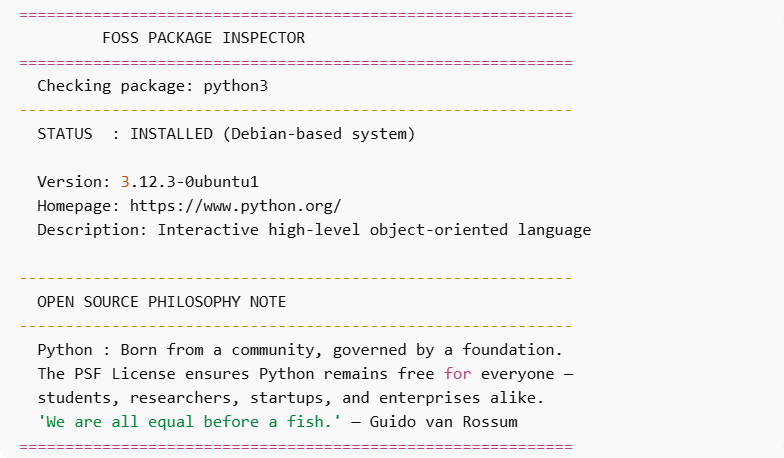 ============================================================
FOSS PACKAGE INSPECTOR
============================================================
Checking package: python3
------------------------------------------------------------
STATUS  : INSTALLED (Debian-based system)
Version: 3.12.3-0ubuntu1
Homepage: https://www.python.org/
Description: Interactive high-level object-oriented language
------------------------------------------------------------
OPEN SOURCE PHILOSOPHY NOTE
------------------------------------------------------------
Python : Born from a community, governed by a foundation.
The PSF License ensures Python remains free for everyone —
students, researchers, startups, and enterprises alike.
'We are all equal before a fish.' — Guido van Rossum
============================================================